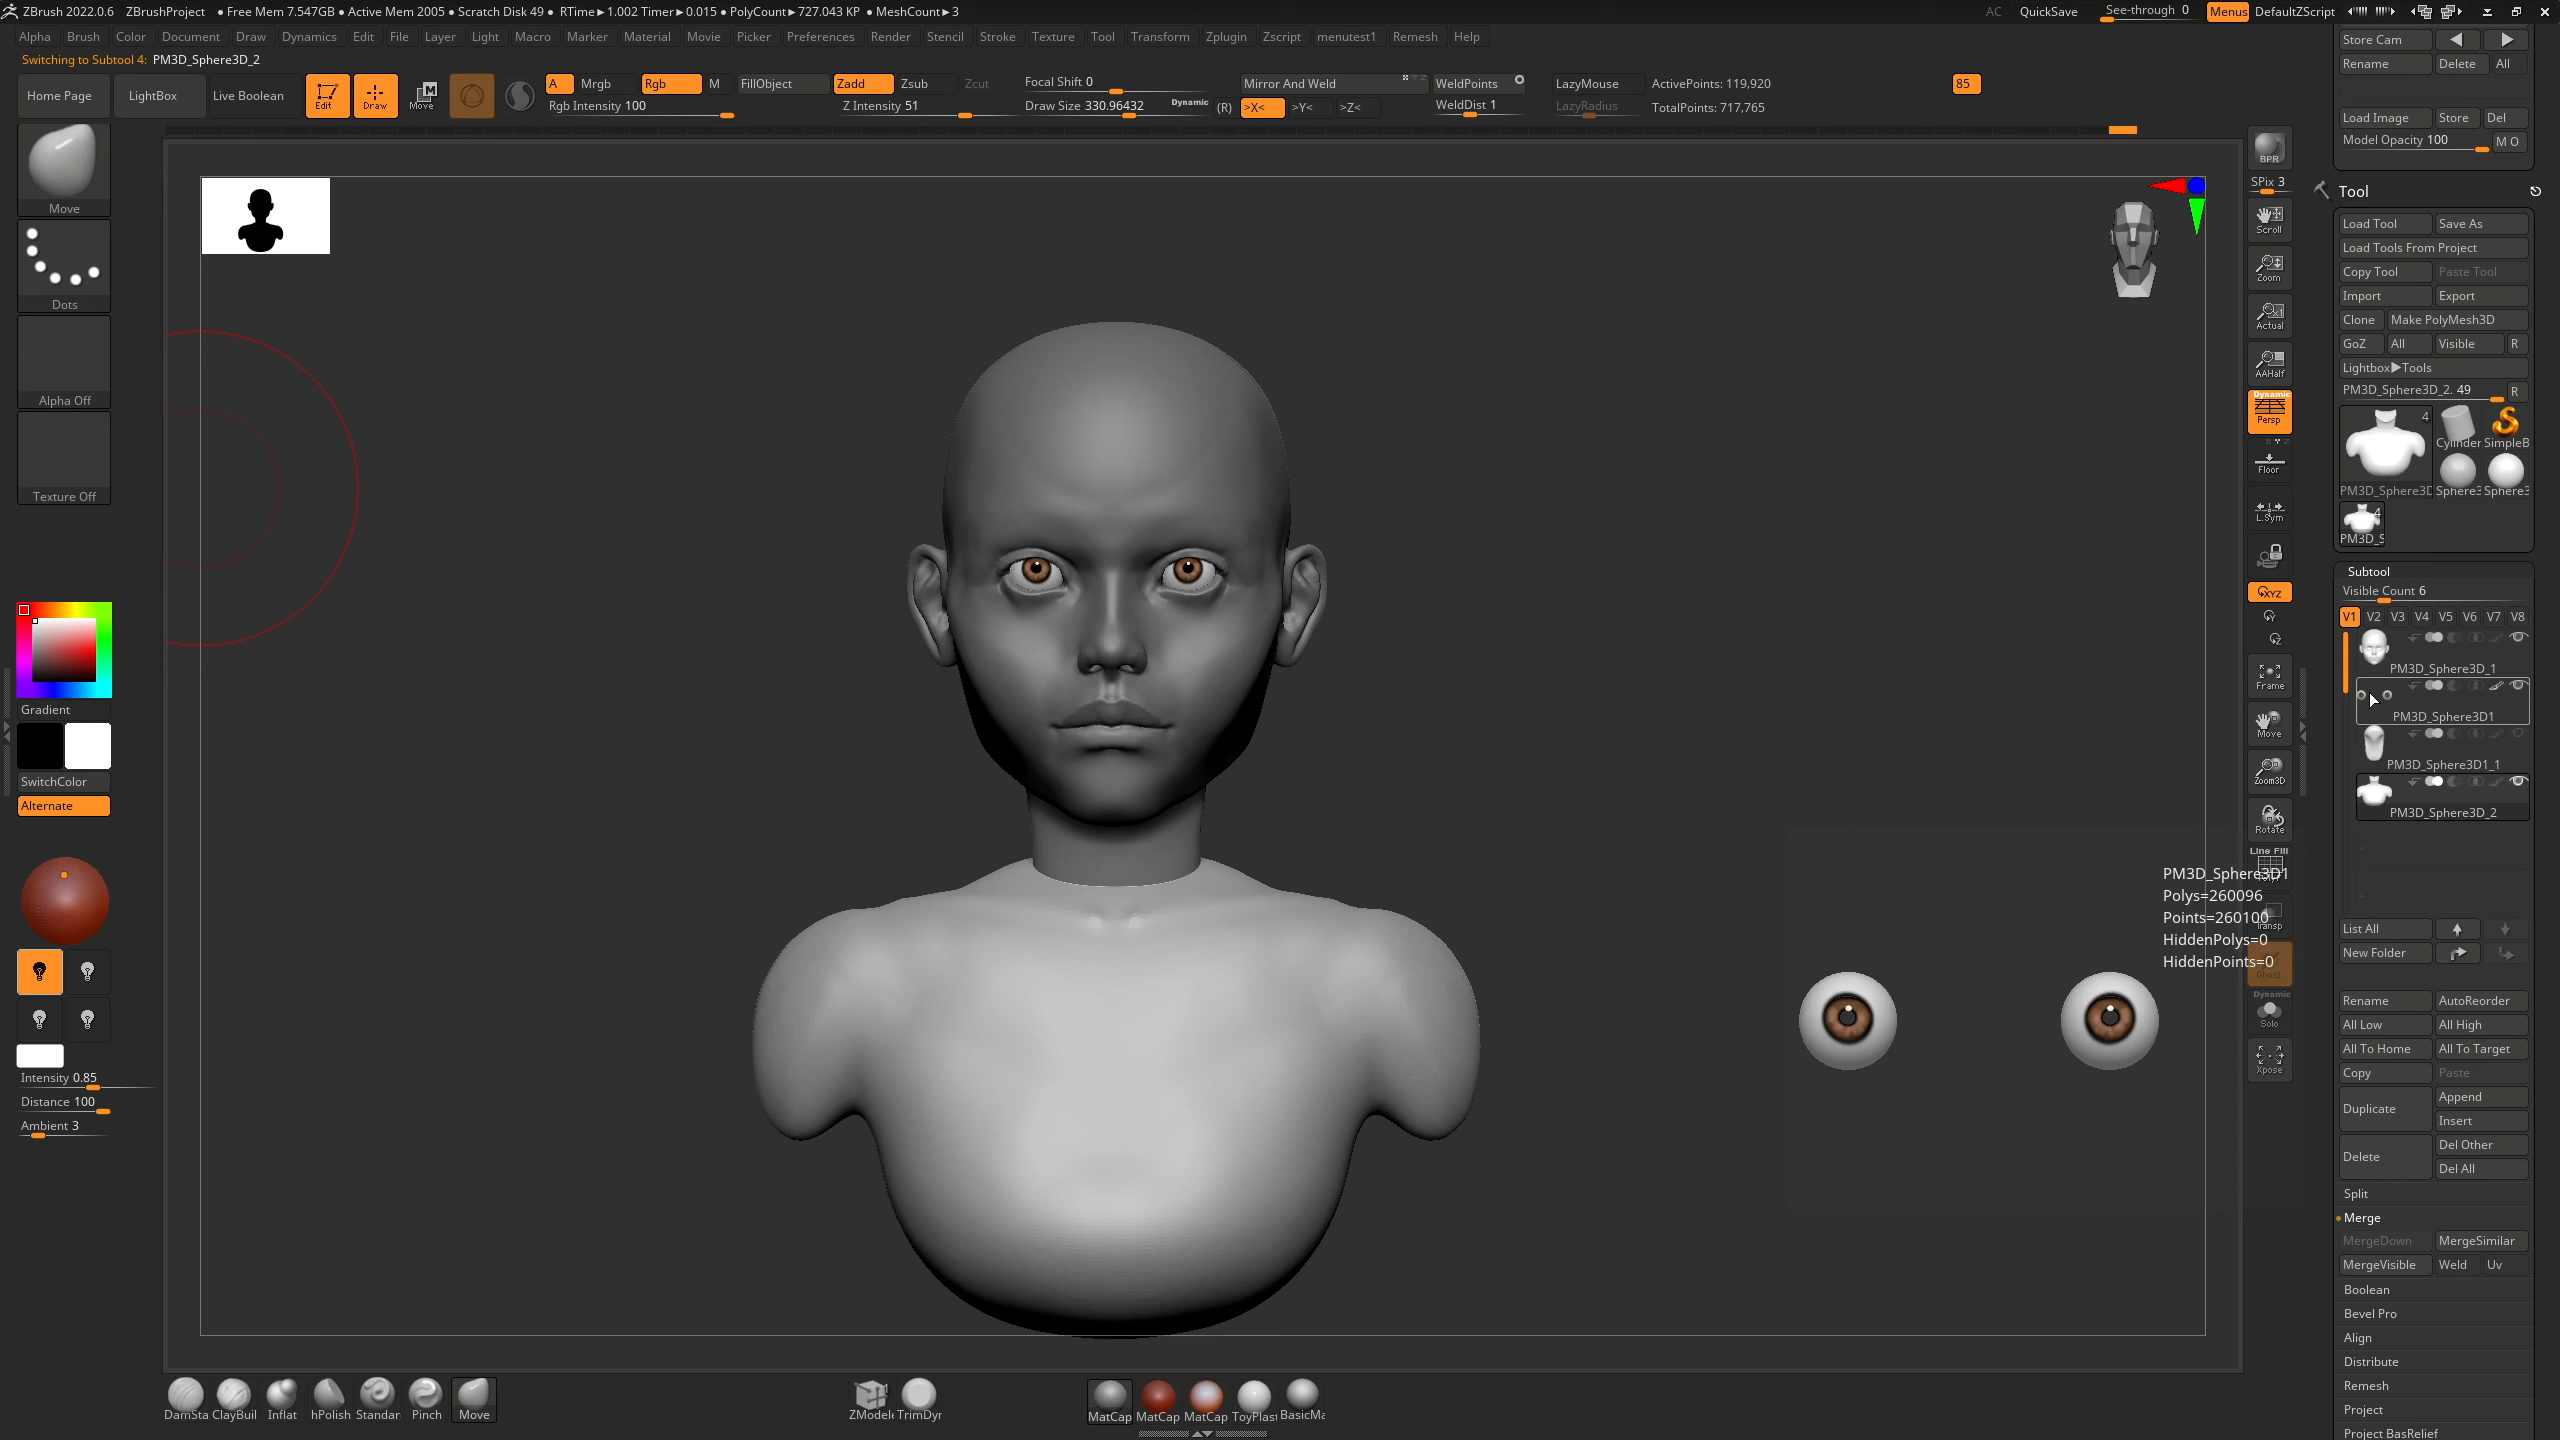 ZBrush 2022.0.6 ZBrushProject • Free Mem 7.547GB • Active Mem 2005 • Scratch Disk 49 • RTime►1.002 Timer►0.015 • PolyCount►727.043 KP • MeshCount►3
AC QuickSave See-through 0 Menus DefaultZScript
Alpha Brush Color Document Draw Dynamics Edit File Layer Light Macro Marker Material Movie Picker Preferences Render Stencil Stroke Texture Tool Transform Zplugin Zscript menutest1 Remesh Help
Switching to Subtool 4: PM3D_Sphere3D_2
Home Page LightBox Live Boolean Edit Draw Move
A Mrgb Rgb M FillObject Zadd Zsub Zcut
Rgb Intensity 100 Z Intensity 51
Focal Shift 0
Draw Size 330.96432 Dynamic (R)
Mirror And Weld WeldPoints
>X< >Y< >Z< WeldDist 1
LazyMouse ActivePoints: 119,920 85
LazyRadius TotalPoints: 717,765
Move
Dots
Alpha Off
Texture Off
Gradient
SwitchColor
Alternate
Intensity 0.85
Distance 100
Ambient 3
BPR
SPix 3
Scroll
Zoom
Actual
AAHalf
Dynamic
Persp
Floor
L.Sym
XYZ
Y
Z
Frame
Move
Zoom3D
Rotate
Line Fill
Transp
Ghost
Dynamic
Solo
Xpose
PM3D_Sphere3D1
Polys=260096
Points=260100
HiddenPolys=0
HiddenPoints=0
Store Cam
Rename Delete All
Load Image Store Del
Model Opacity 100 M O
Tool
Load Tool Save As
Load Tools From Project
Copy Tool Paste Tool
Import Export
Clone Make PolyMesh3D
GoZ All Visible R
Lightbox►Tools
PM3D_Sphere3D_2. 49 R
4
Cylinder SimpleB
PM3D_Sphere3D Sphere3 Sphere3
4
PM3D_S
Subtool
Visible Count 6
V1 V2 V3 V4 V5 V6 V7 V8
PM3D_Sphere3D_1
PM3D_Sphere3D1
PM3D_Sphere3D1_1
PM3D_Sphere3D_2
List All
New Folder
Rename AutoReorder
All Low All High
All To Home All To Target
Copy Paste
Duplicate Append
Insert
Delete Del Other
Del All
Split
Merge
MergeDown MergeSimilar
MergeVisible Weld Uv
Boolean
Bevel Pro
Align
Distribute
Remesh
Project
Project BasRelief
DamSta ClayBuil Inflat hPolish Standar Pinch Move
ZModele TrimDyr
MatCap MatCap MatCap ToyPlast BasicMa